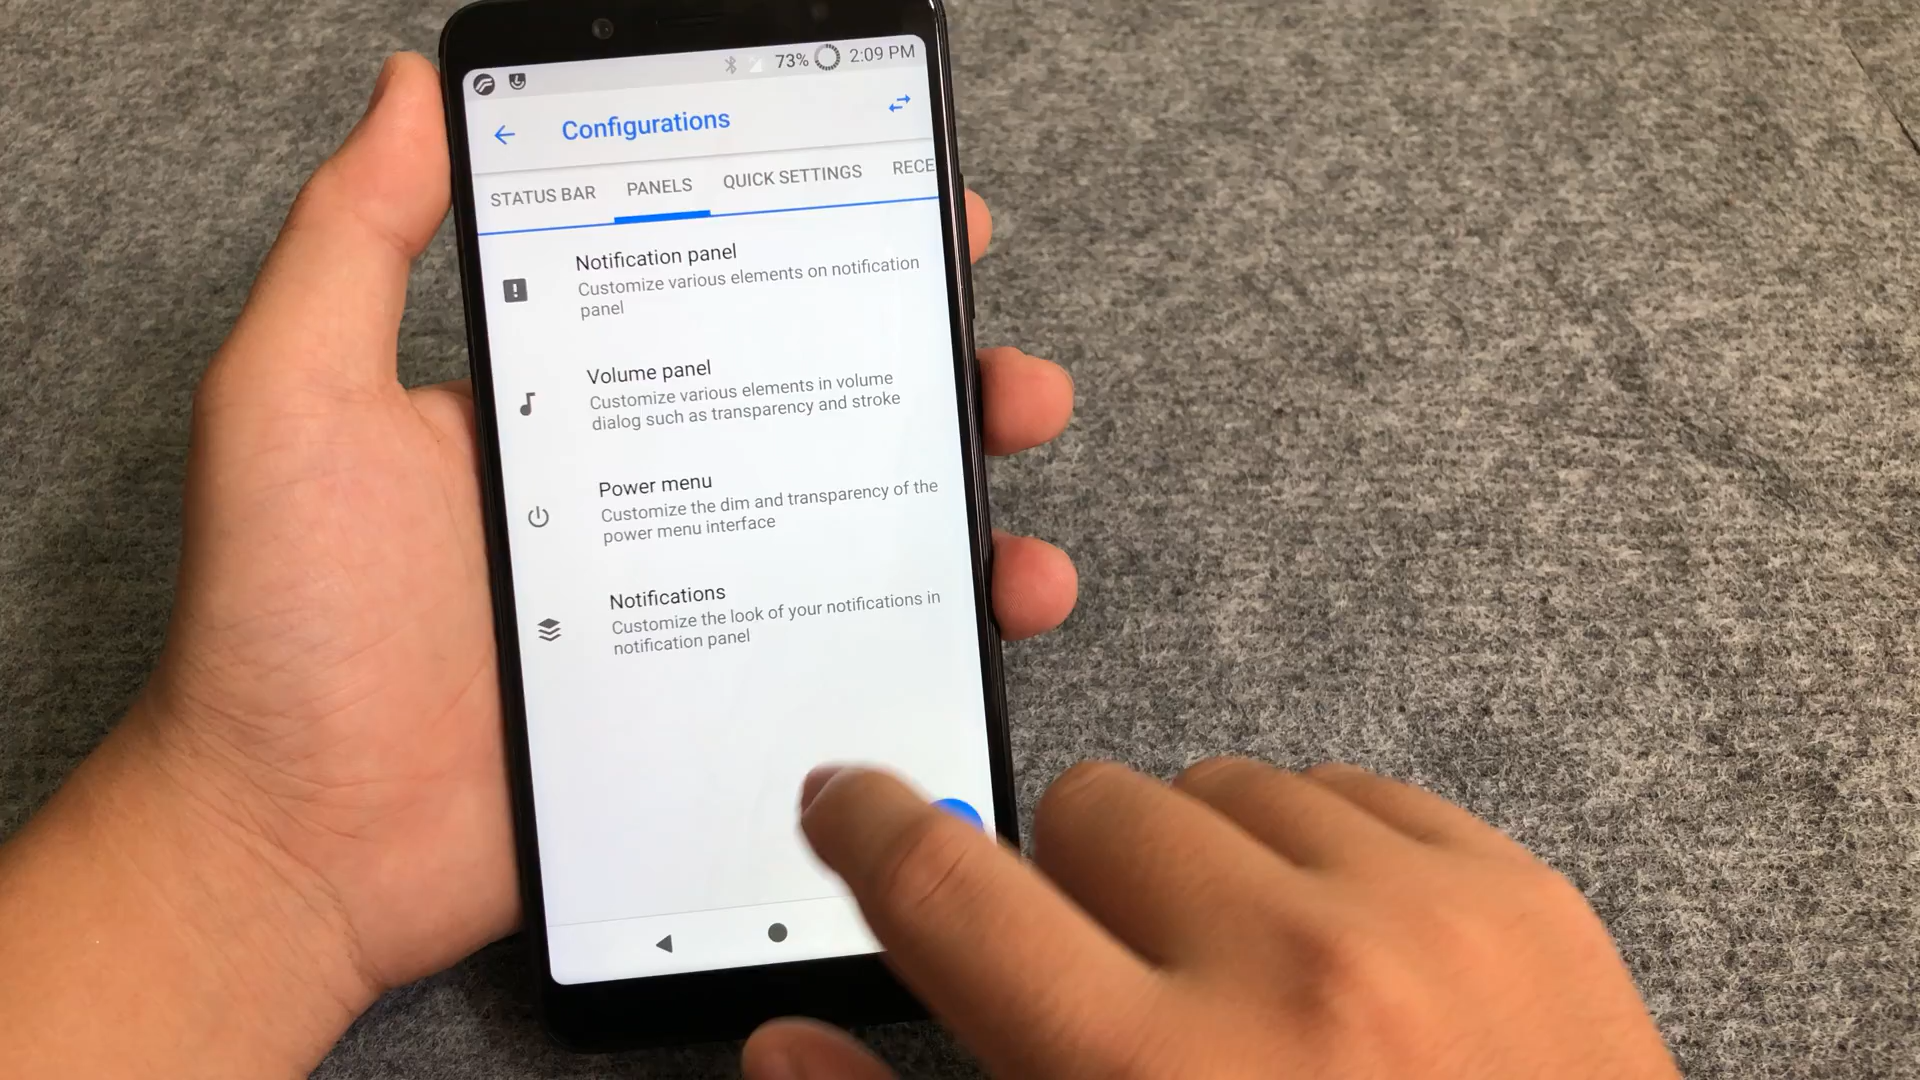 73% 2:09 PM
Configurations
STATUS BAR PANELS QUICK SETTINGS RECE
Notification panel
Customize various elements on notification
panel
Volume panel
Customize various elements in volume
dialog such as transparency and stroke
Power menu
Customize the dim and transparency of the
power menu interface
Notifications
Customize the look of your notifications in
notification panel